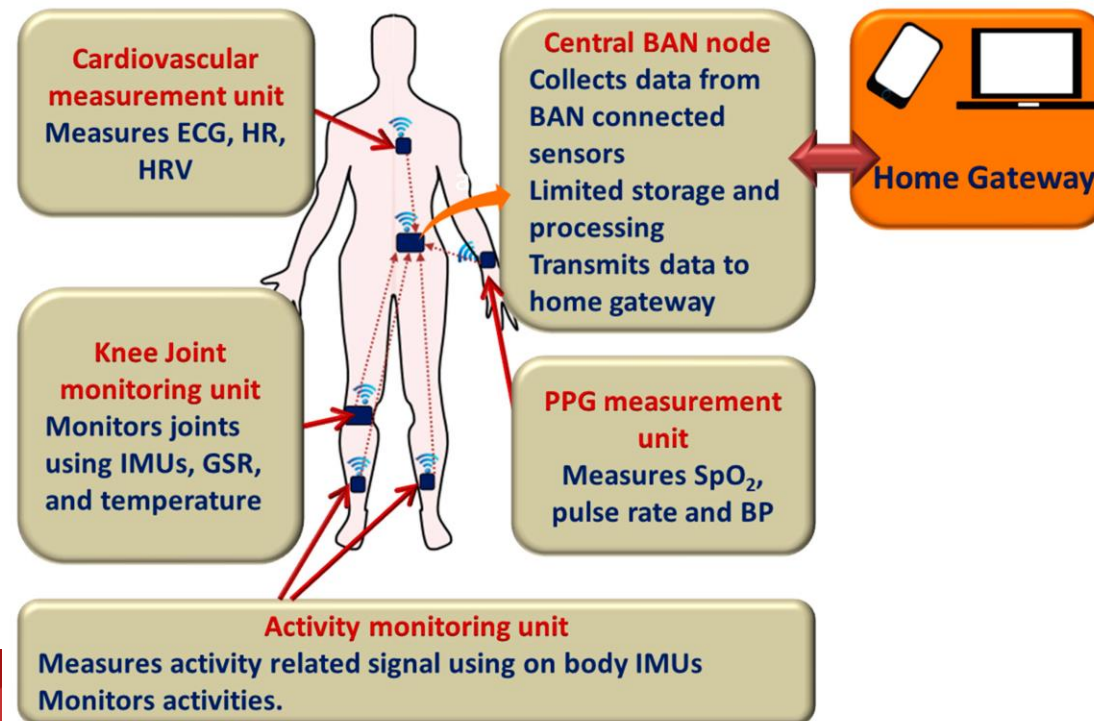 Cardiovascular
measurement unit
Measures ECG, HR,
HRV
Central BAN node
Collects data from
BAN connected
sensors
Limited storage and
processing
Transmits data to
home gateway
Home Gateway
Knee Joint
monitoring unit
Monitors joints
using IMUs, GSR,
and temperature
PPG measurement
unit
Measures SpO₂,
pulse rate and BP
Activity monitoring unit
Measures activity related signal using on body IMUs
Monitors activities.